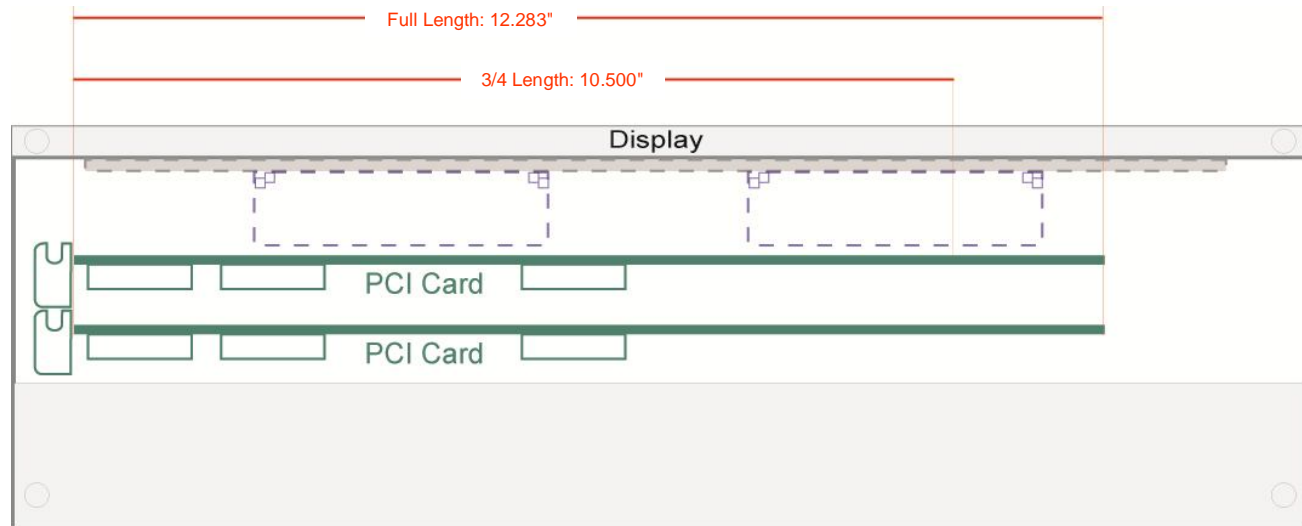 Full Length: 12.283"
3/4 Length: 10.500"
Display
PCI Card
PCI Card